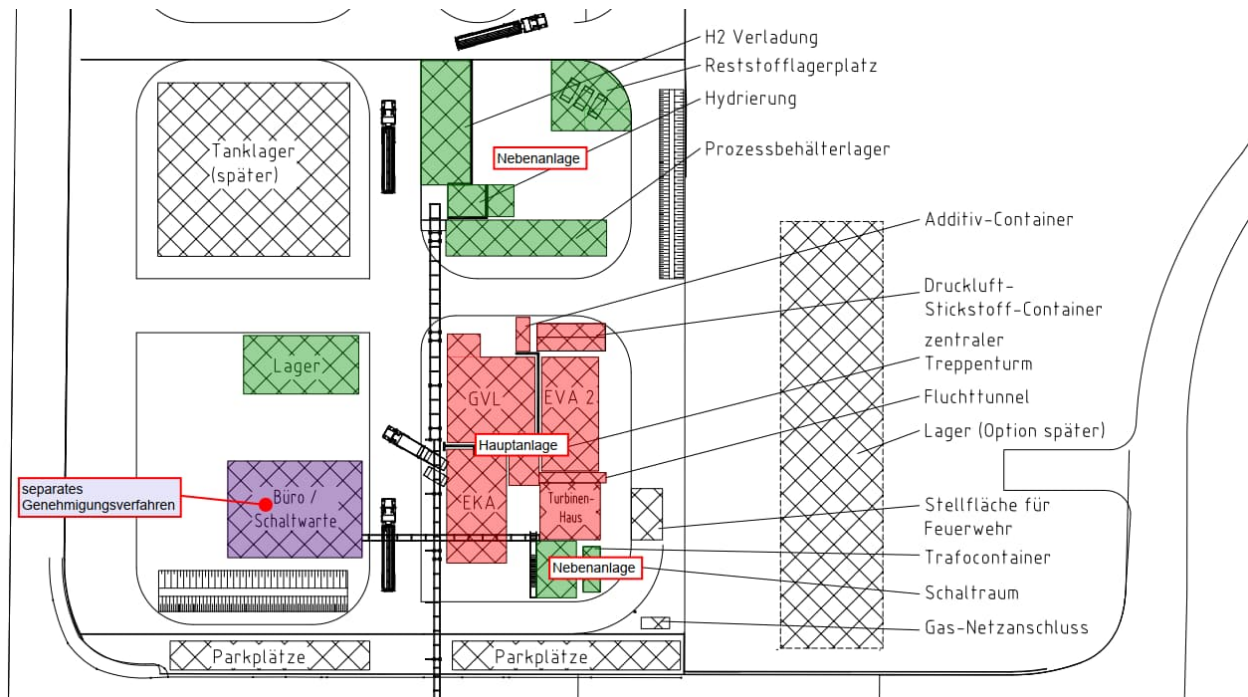 H2 Verladung
Reststofflagerplatz
Hydrierung
Prozessbehälterlager
Tanklager
(später)
Nebenanlage
Additiv-Container
Druckluft-
Stickstoff-Container
zentraler
Treppenturm
Fluchttunnel
Lager (Option später)
Lager
GVL
EVA 2
Hauptanlage
separates
Genehmigungsverfahren
Büro /
Schaltwarte
EKA
Turbinen-
Haus
Stellfläche für
Feuerwehr
Trafocontainer
Nebenanlage
Schaltraum
Gas-Netzanschluss
Parkplätze
Parkplätze